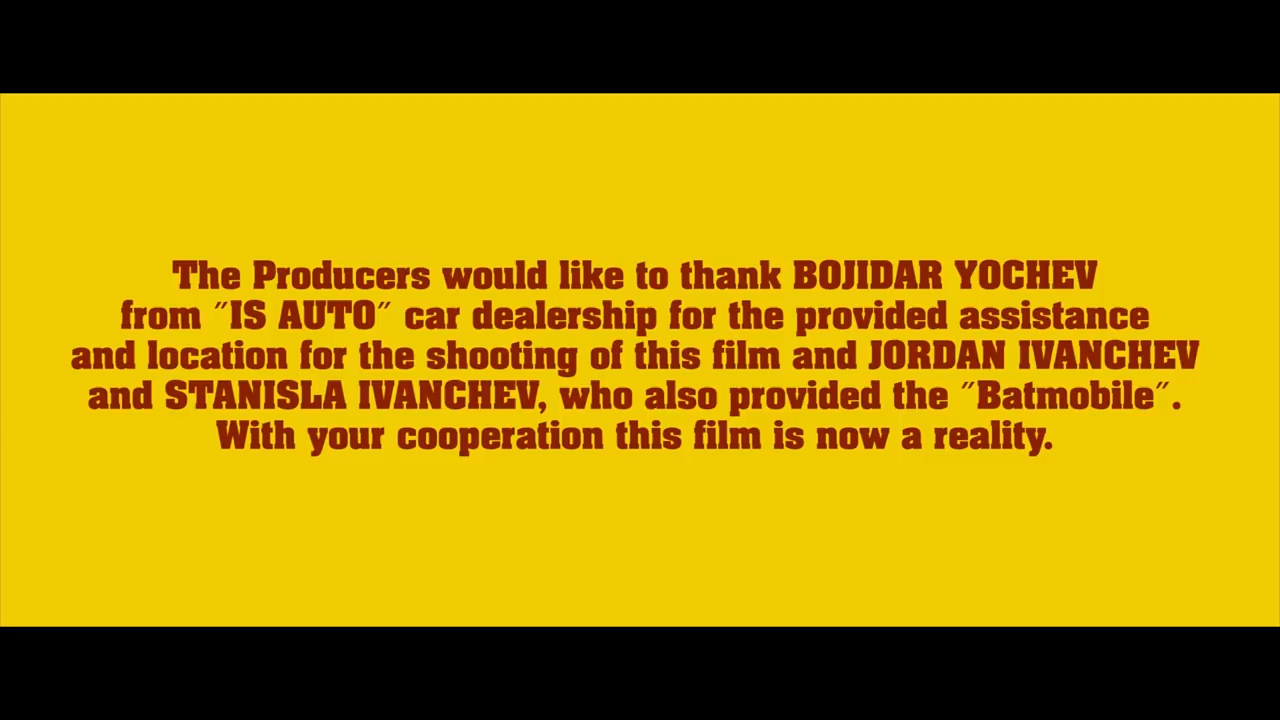 The Producers would like to thank BOJIDAR YOCHEV
from "IS AUTO" car dealership for the provided assistance
and location for the shooting of this film and JORDAN IVANCHEV
and STANISLA IVANCHEV, who also provided the "Batmobile".
With your cooperation this film is now a reality.